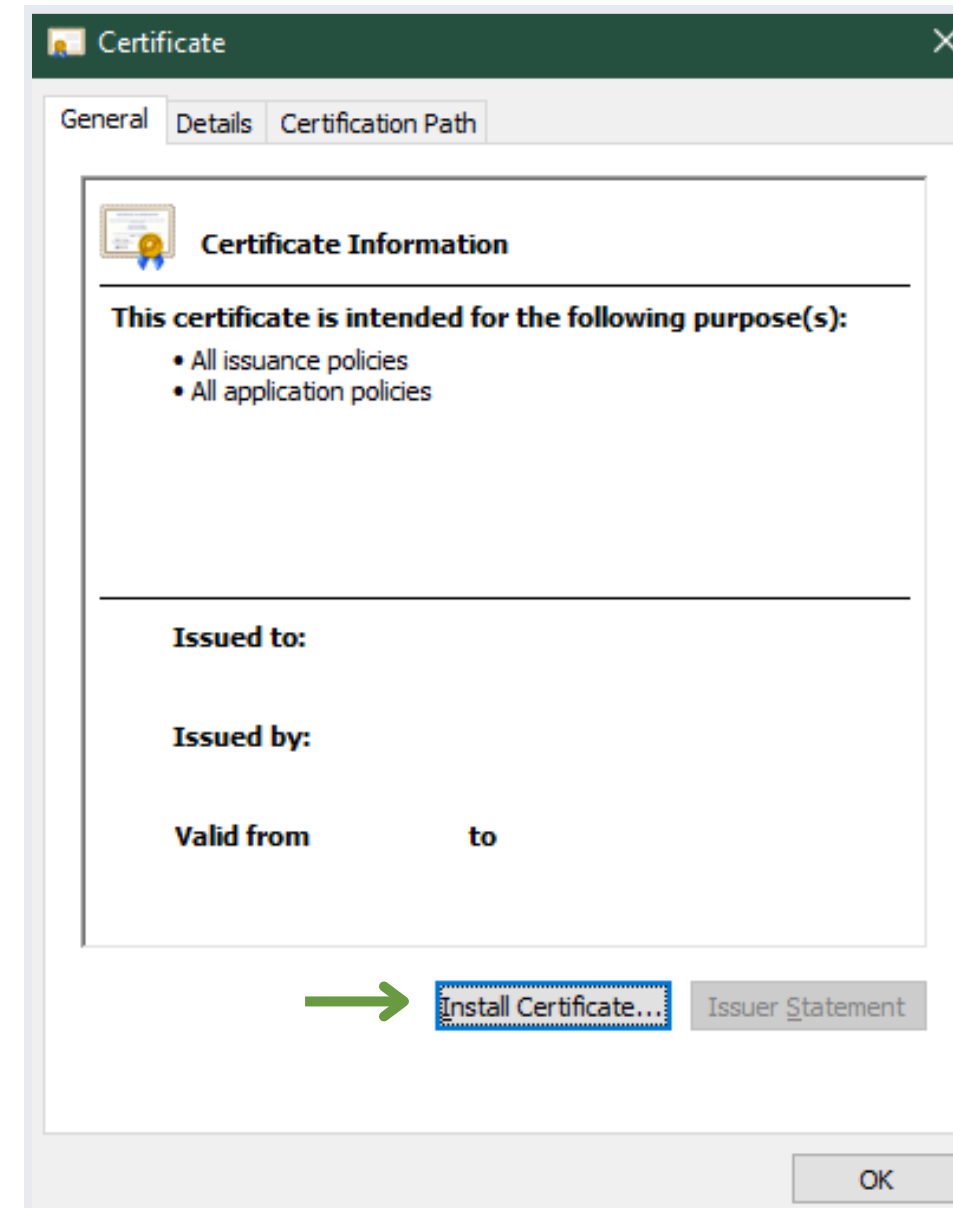 Certificate
General Details Certification Path
Certificate Information
This certificate is intended for the following purpose(s):
• All issuance policies
• All application policies
Issued to:
Issued by:
Valid from to
Install Certificate... Issuer Statement
OK